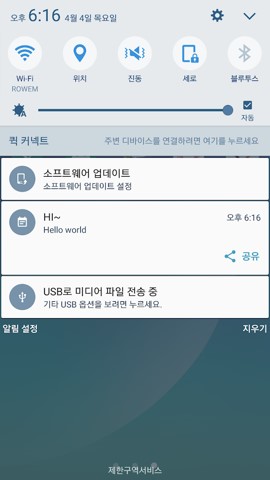 오후 6:16 4월 4일 목요일
Wi-Fi
ROWEM
위치
진동
세로
블루투스
자동
퀵 커넥트 주변 디바이스를 연결하려면 여기를 누르세요
소프트웨어 업데이트
소프트웨어 업데이트 설정
HI~ 오후 6:16
Hello world
공유
USB로 미디어 파일 전송 중
기타 USB 옵션을 보려면 누르세요.
알림 설정 지우기
제한구역서비스